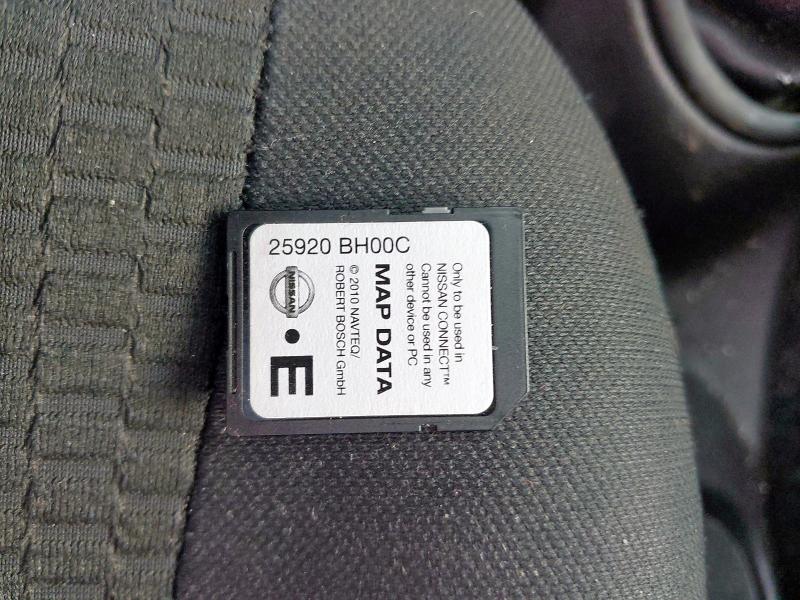 25920 BH00C
Only to be used in
NISSAN CONNECT™
Cannot be used in any
other device or PC
MAP DATA
© 2010 NAVTEQ/
ROBERT BOSCH GmbH
NISSAN
• E